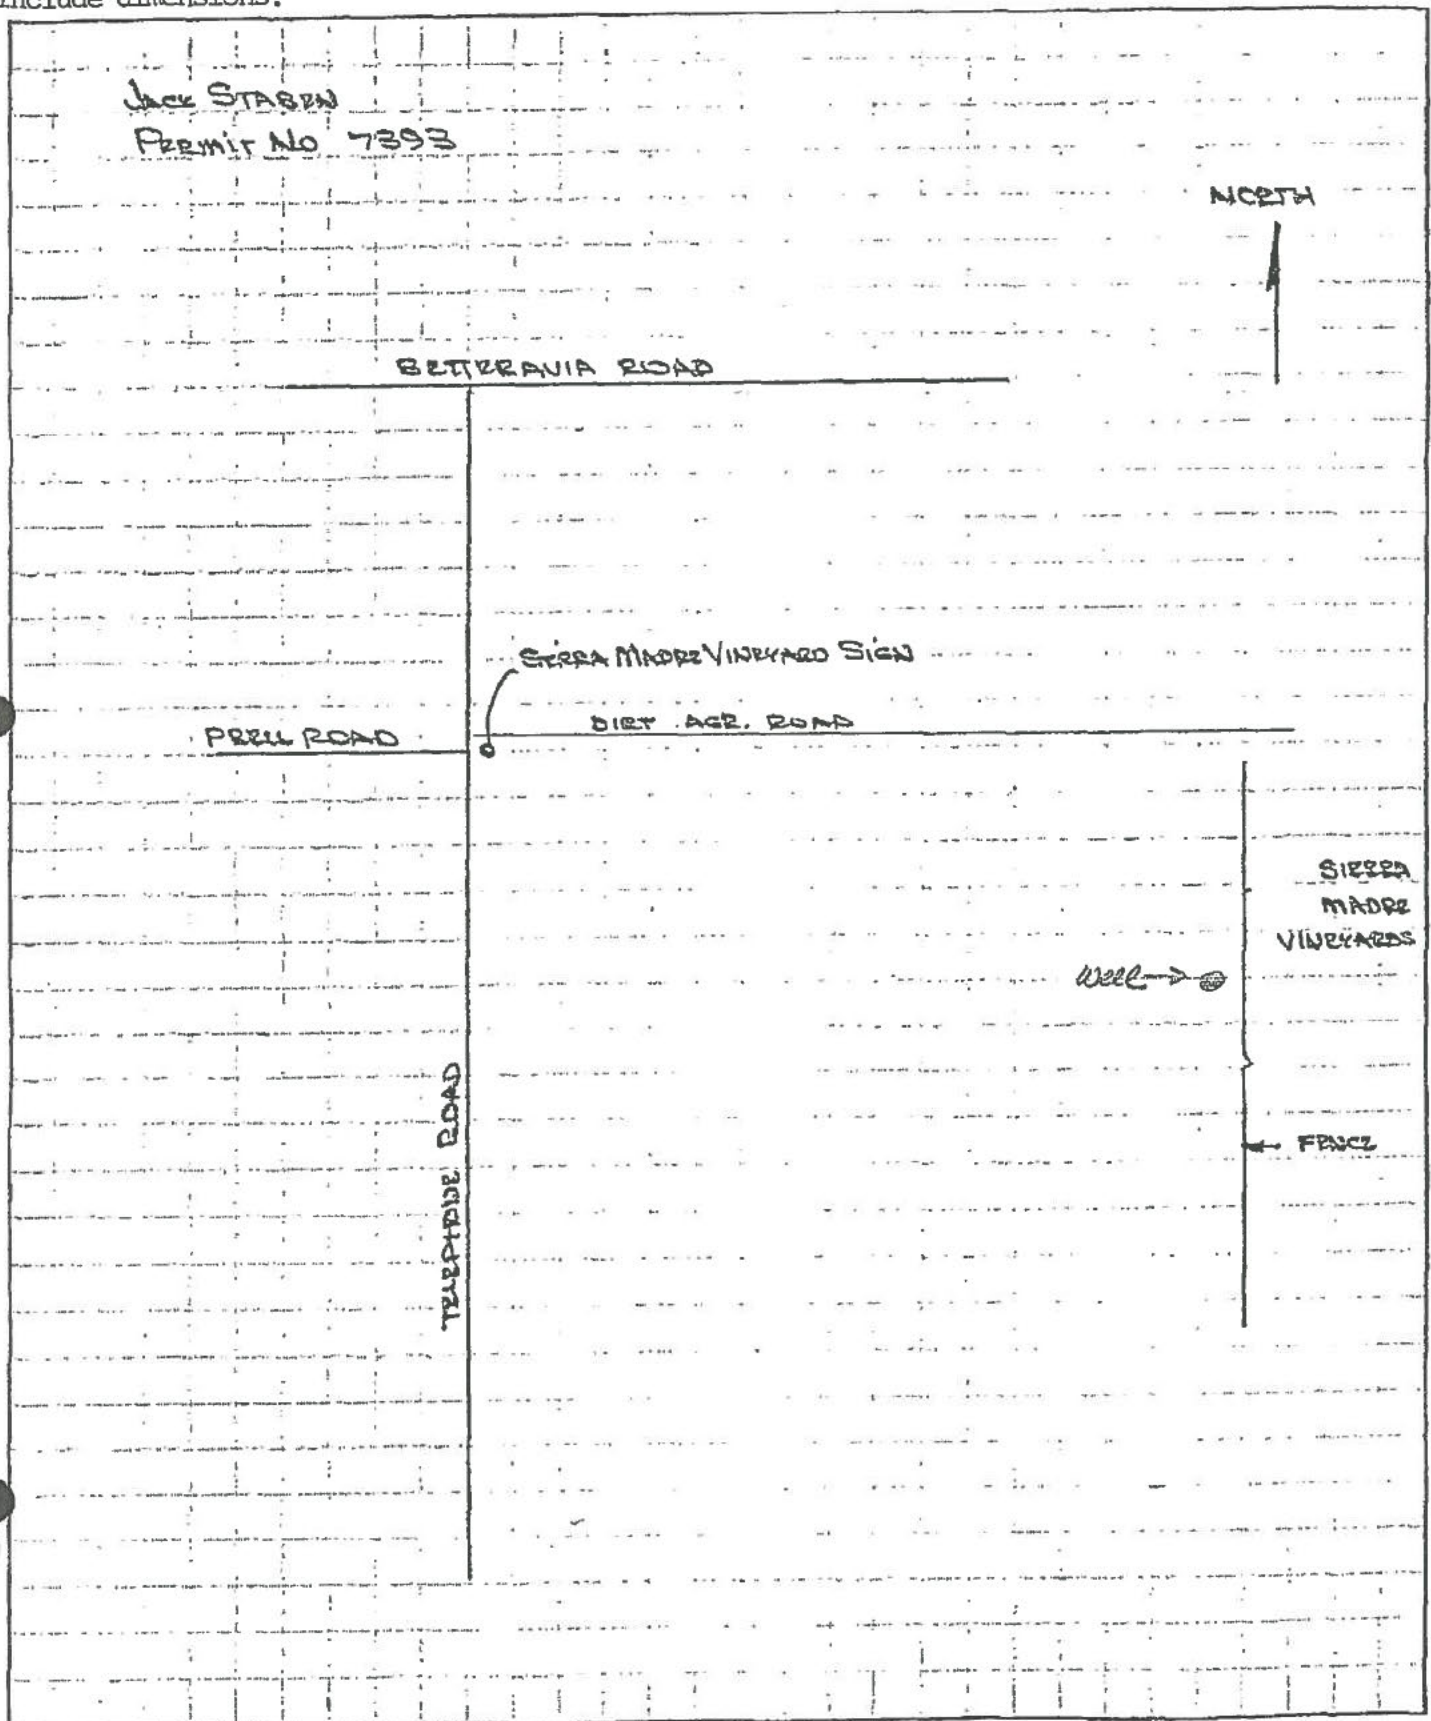 include dimensions.
JACK STABEN
PERMIT NO 7393
NORTH
BETTERAVIA ROAD
SIERRA MADRE VINEYARD SIGN
DIRT AGR. ROAD
PRELL ROAD
SIERRA
MADRE
VINEYARDS
Well
TELEPHONE ROAD
FENCE